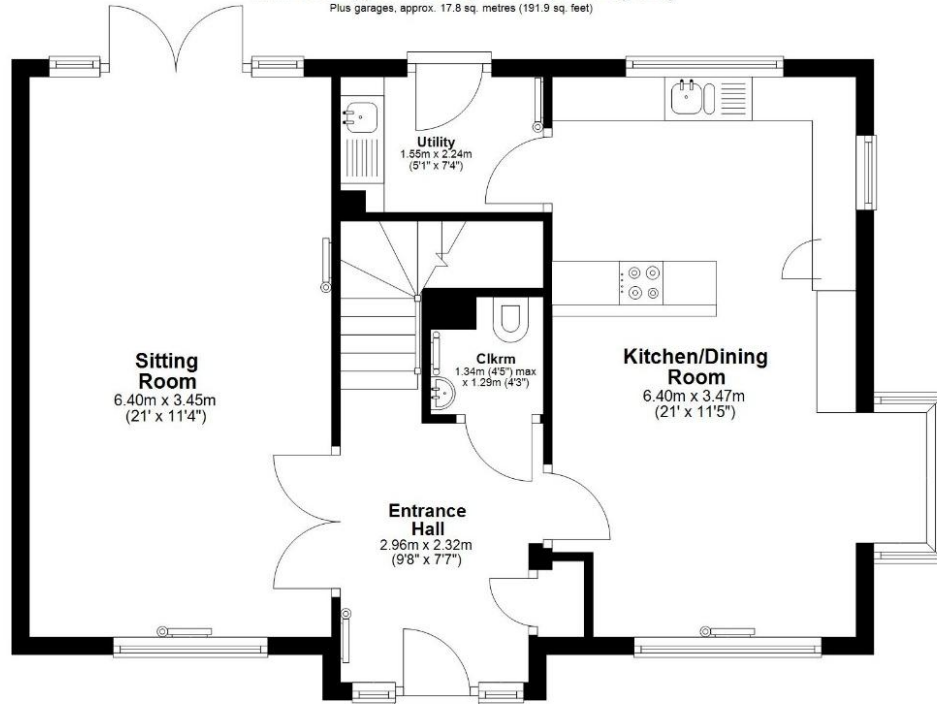 Plus garages, approx. 17.8 sq. metres (191.9 sq. feet)
Utility
1.55m x 2.24m
(5'1" x 7'4")
Sitting
Room
6.40m x 3.45m
(21' x 11'4")
Clkrm
1.34m (4'5") max
x 1.29m (4'3")
Kitchen/Dining
Room
6.40m x 3.47m
(21' x 11'5")
Entrance
Hall
2.96m x 2.32m
(9'8" x 7'7")